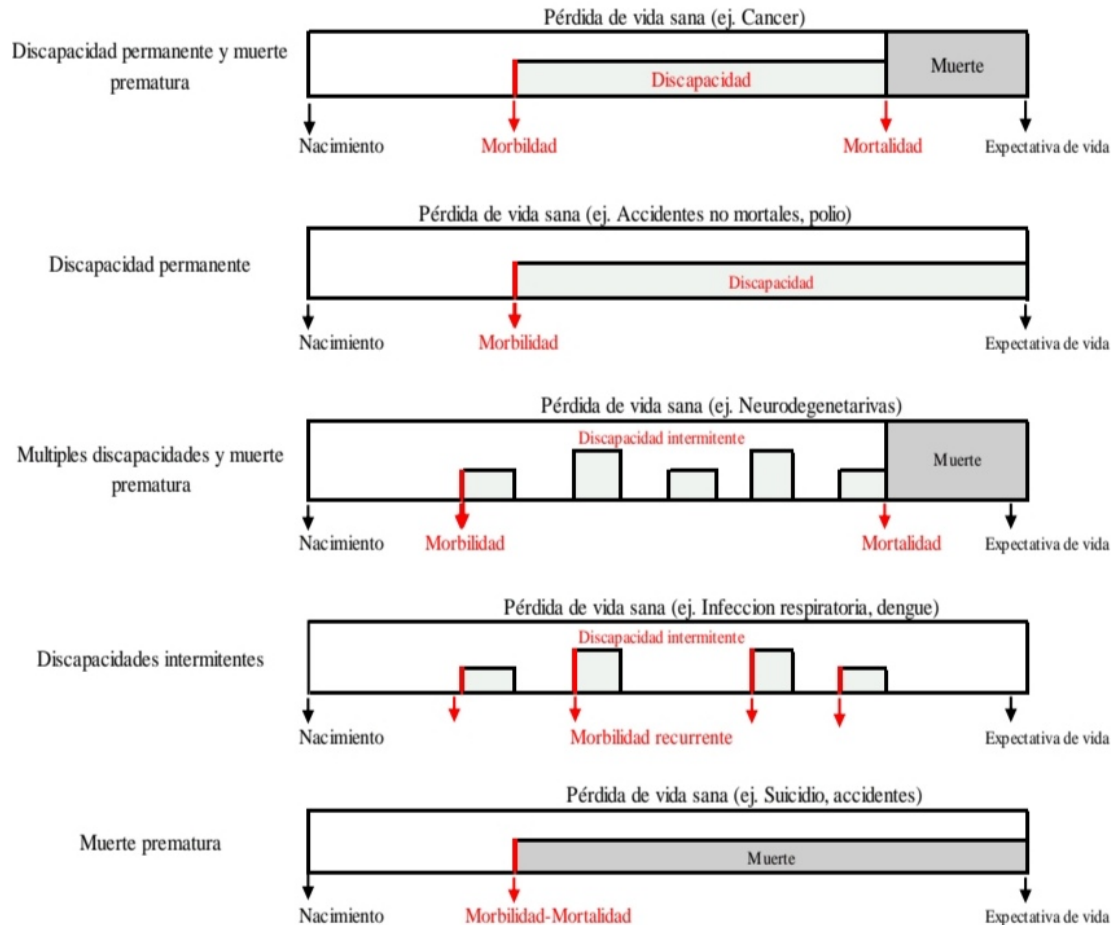 Pérdida de vida sana (ej. Cancer)
Discapacidad permanente y muerte
prematura
Discapacidad
Muerte
Nacimiento
Morbildad
Mortalidad
Expectativa de vida
Pérdida de vida sana (ej. Accidentes no mortales, polio)
Discapacidad permanente
Discapacidad
Nacimiento
Morbilidad
Expectativa de vida
Pérdida de vida sana (ej. Neurodegenetarivas)
Multiples discapacidades y muerte
prematura
Discapacidad intermitente
Muerte
Nacimiento
Morbilidad
Mortalidad
Expectativa de vida
Pérdida de vida sana (ej. Infeccion respiratoria, dengue)
Discapacidades intermitentes
Discapacidad intermitente
Nacimiento
Morbilidad recurrente
Expectativa de vida
Pérdida de vida sana (ej. Suicidio, accidentes)
Muerte prematura
Muerte
Nacimiento
Morbilidad-Mortalidad
Expectativa de vida